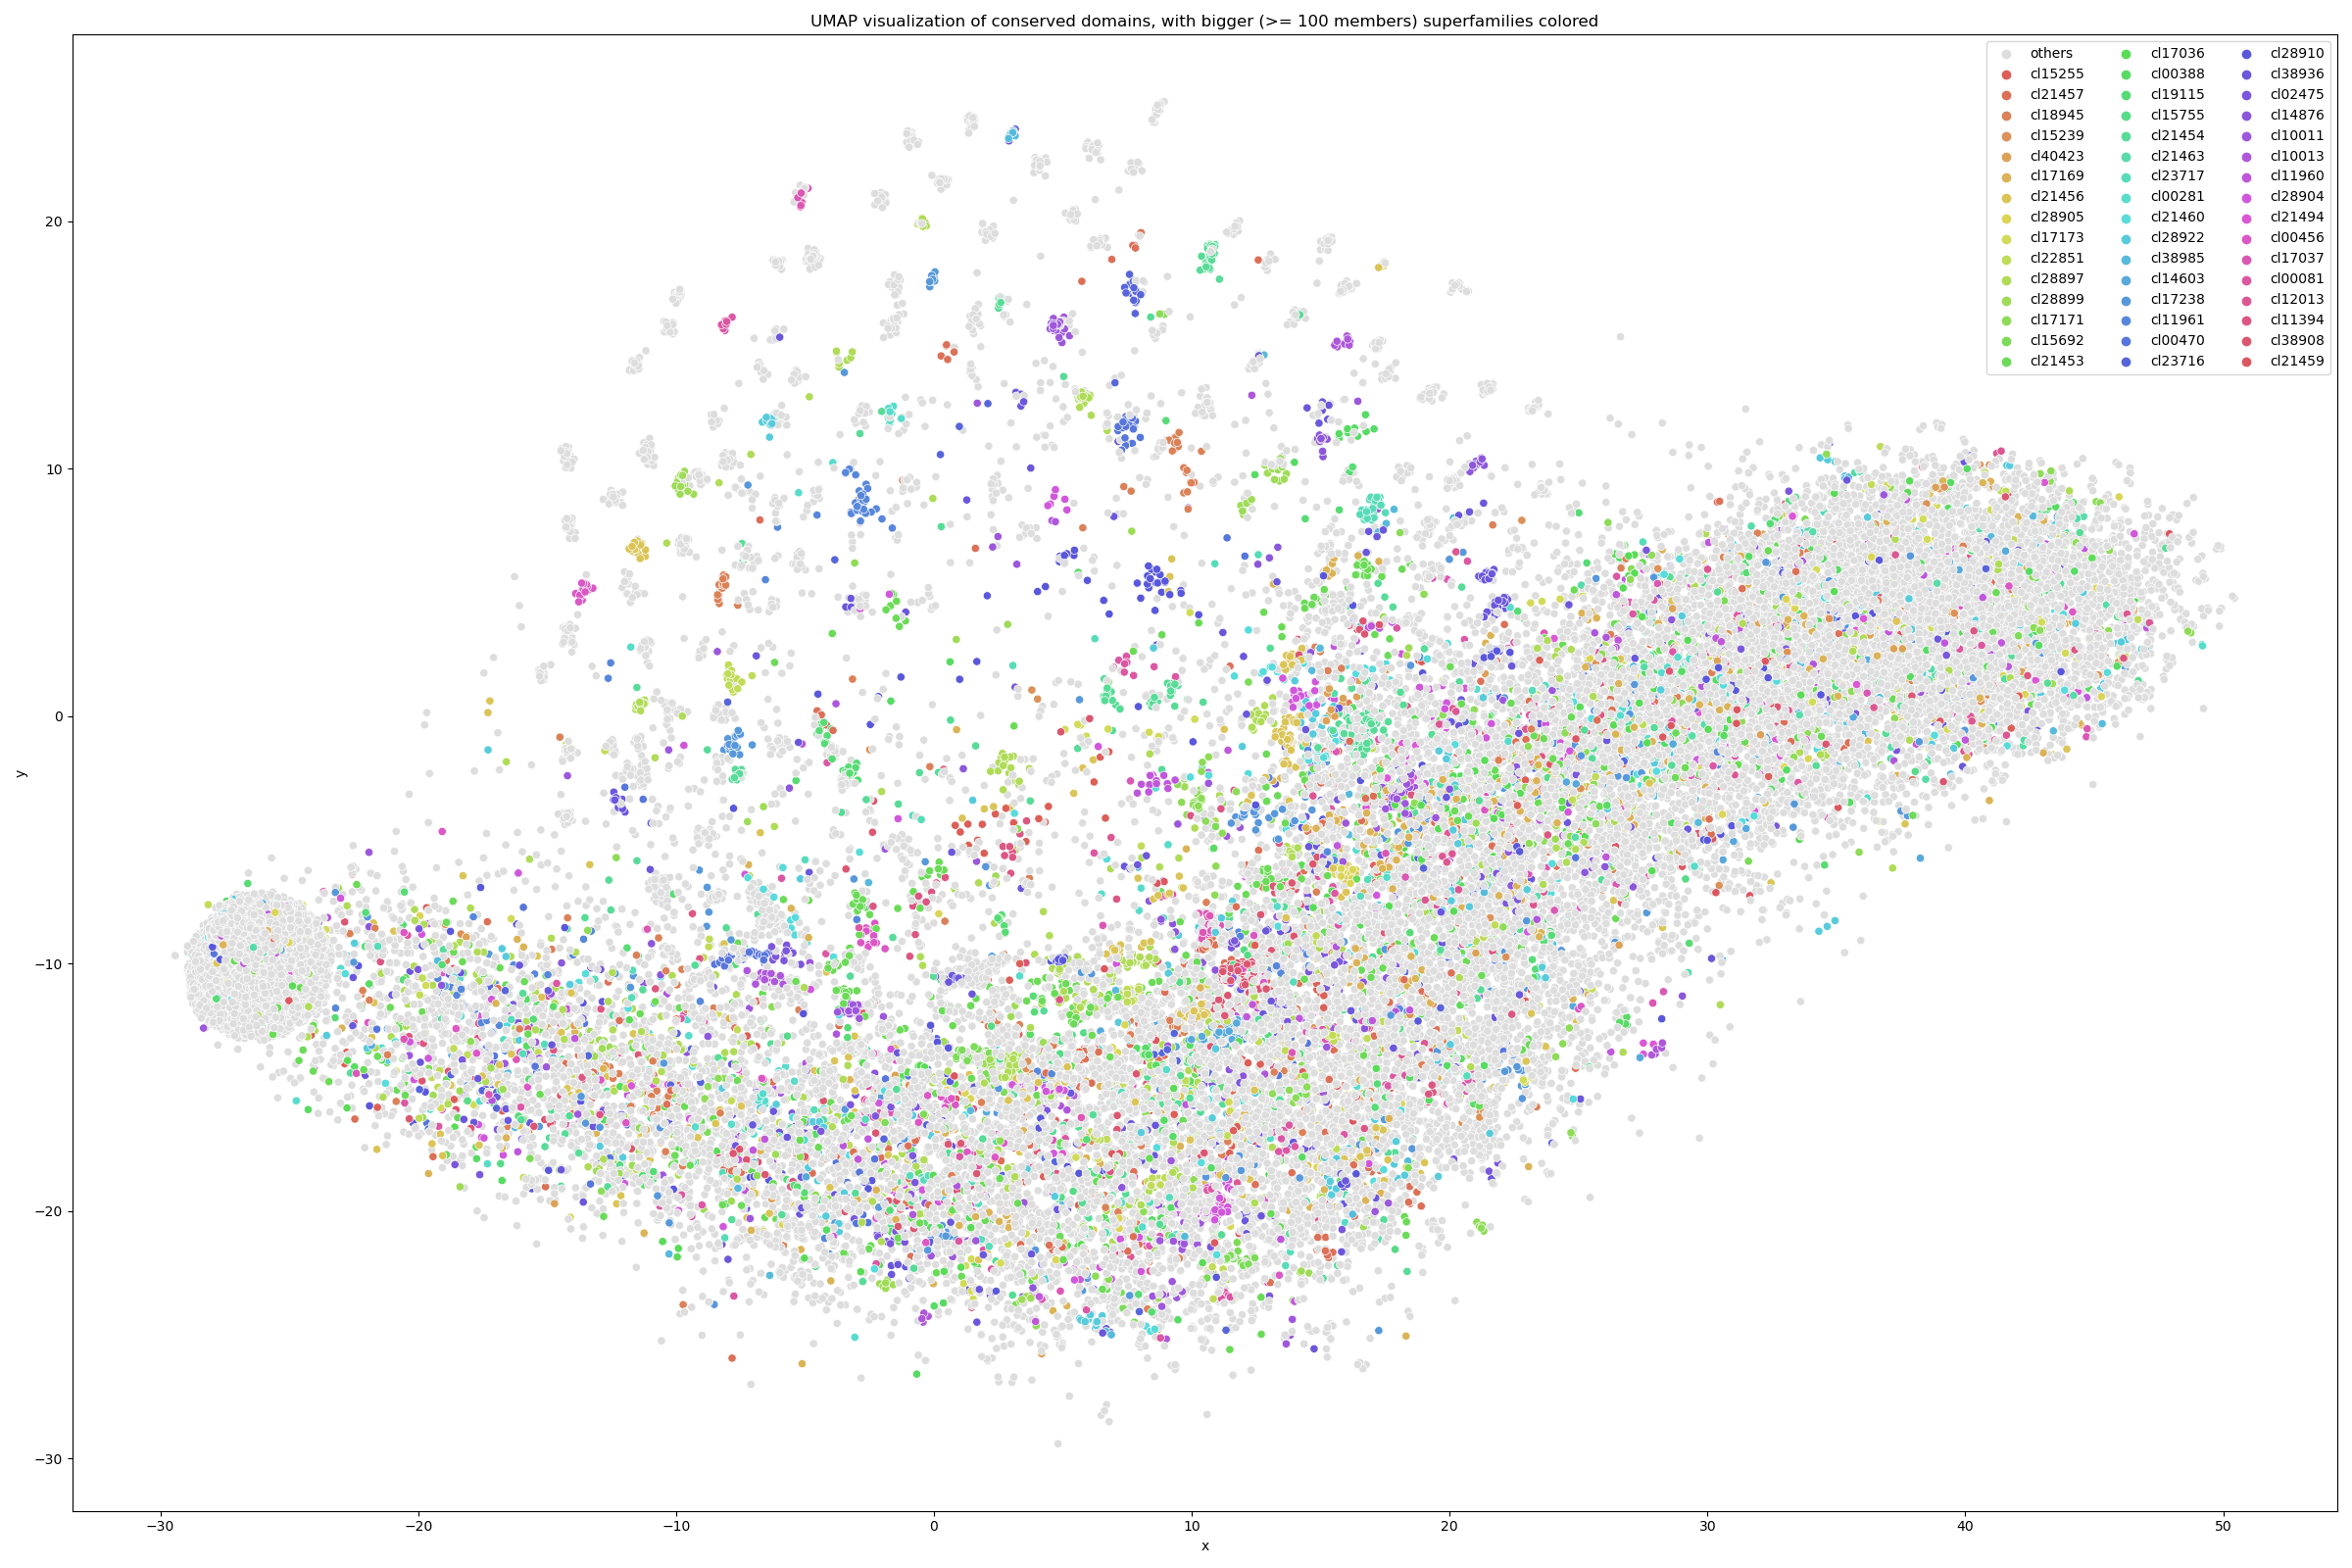 UMAP visualization of conserved domains, with bigger (>= 100 members) superfamilies colored
others
cl15255
cl21457
cl18945
cl15239
cl40423
cl17169
cl21456
cl28905
cl17173
cl22851
cl28897
cl28899
cl17171
cl15692
cl21453
cl17036
cl00388
cl19115
cl15755
cl21454
cl21463
cl23717
cl00281
cl21460
cl28922
cl38985
cl14603
cl17238
cl11961
cl00470
cl23716
cl28910
cl38936
cl02475
cl14876
cl10011
cl10013
cl11960
cl28904
cl21494
cl00456
cl17037
cl00081
cl12013
cl11394
cl38908
cl21459
20
10
0
−10
−20
−30
y
−30
−20
−10
0
10
20
30
40
50
x